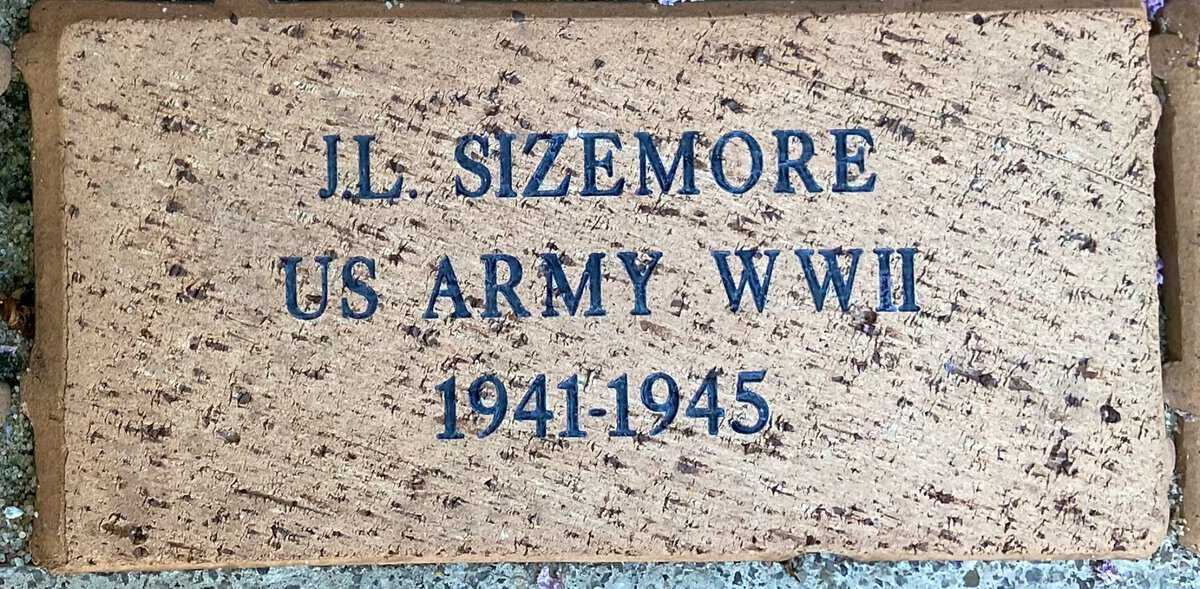 J.L. SIZEMORE
US ARMY WWII
1941-1945